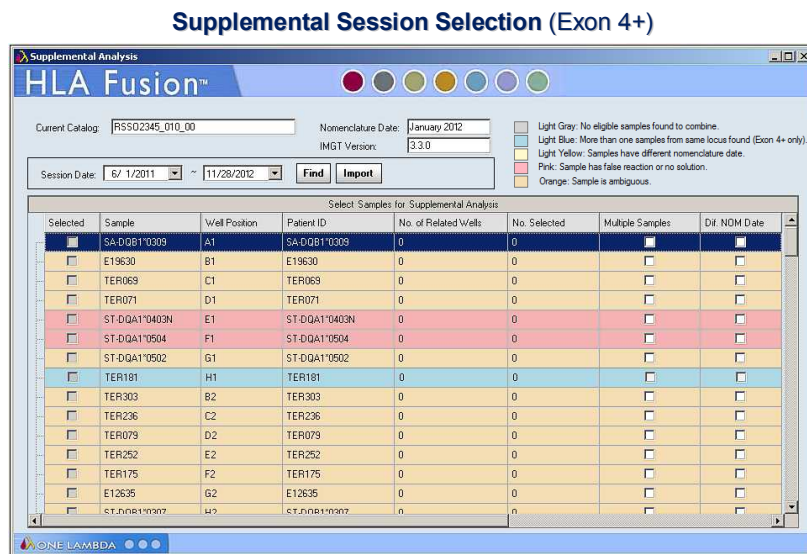 Supplemental Session Selection (Exon 4+)
Supplemental Analysis
HLA Fusion™
Current Catalog: RSSO2345_010_00 Nomenclature Date: January 2012
IMGT Version: 3.3.0
Light Gray: No eligible samples found to combine.
Light Blue: More than one samples from same locus found (Exon 4+ only).
Light Yellow: Samples have different nomenclature date.
Pink: Sample has false reaction or no solution.
Orange: Sample is ambiguous.
Session Date: 6/ 1/2011 ~ 11/28/2012 Find Import
Select Samples for Supplemental Analysis
Selected Sample Well Position Patient ID No. of Related Wells No. Selected Multiple Samples Dif. NOM Date
SA-DQB1*0309 A1 SA-DQB1*0309 0 0
E19630 B1 E19630 0 0
TER069 C1 TER069 0 0
TER071 D1 TER071 0 0
ST-DQA1*0403N E1 ST-DQA1*0403N 0 0
ST-DQA1*0504 F1 ST-DQA1*0504 0 0
ST-DQA1*0502 G1 ST-DQA1*0502 0 0
TER181 H1 TER181 0 0
TER303 B2 TER303 0 0
TER236 C2 TER236 0 0
TER079 D2 TER079 0 0
TER252 E2 TER252 0 0
TER175 F2 TER175 0 0
E12635 G2 E12635 0 0
ST-DQB1*0307 H2 ST-DQB1*0307 0 0
ONE LAMBDA